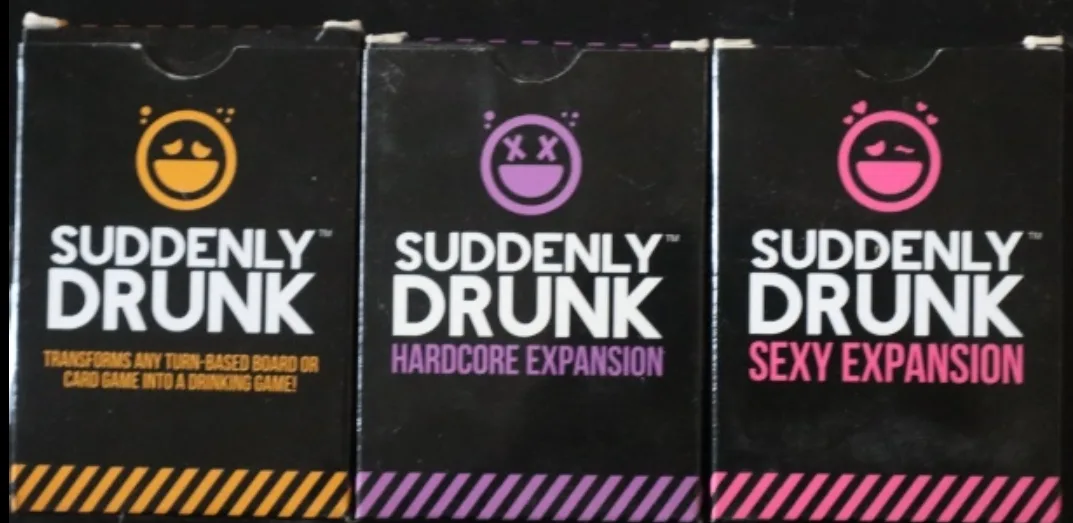 SUDDENLY™
DRUNK
TRANSFORMS ANY TURN-BASED BOARD OR
CARD GAME INTO A DRINKING GAME!
SUDDENLY™
DRUNK
HARDCORE EXPANSION
SUDDENLY™
DRUNK
SEXY EXPANSION